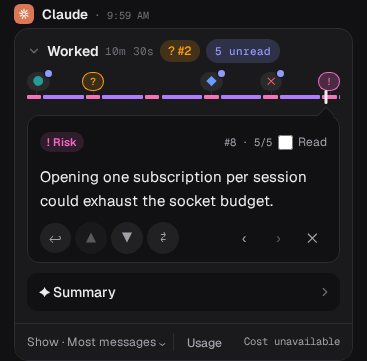 Claude · 9:59 AM
Worked 10m 30s ? #2 5 unread
? !
! Risk #8 · 5/5 Read
Opening one subscription per session
could exhaust the socket budget.
Summary
Show · Most messages Usage Cost unavailable